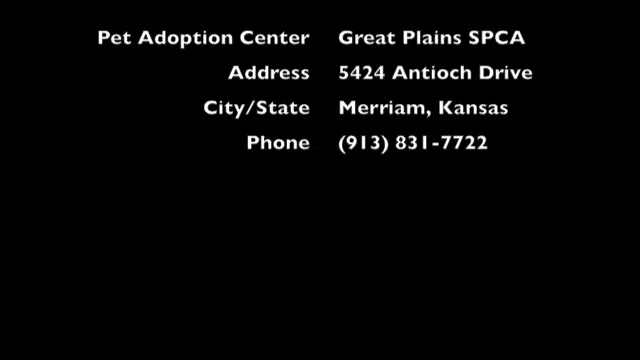 Pet Adoption Center Great Plains SPCA
Address 5424 Antioch Drive
City/State Merriam, Kansas
Phone (913) 831-7722